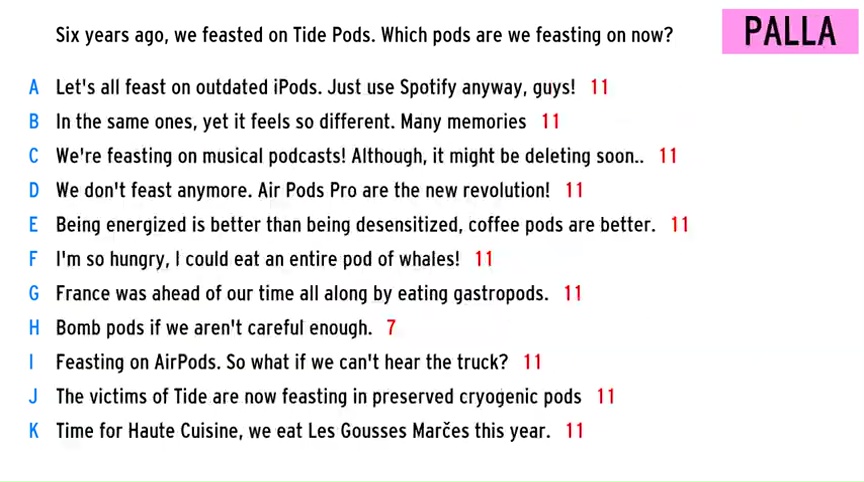 Six years ago, we feasted on Tide Pods. Which pods are we feasting on now?
PALLA
A Let's all feast on outdated iPods. Just use Spotify anyway, guys! 11
B In the same ones, yet it feels so different. Many memories 11
C We're feasting on musical podcasts! Although, it might be deleting soon.. 11
D We don't feast anymore. Air Pods Pro are the new revolution! 11
E Being energized is better than being desensitized, coffee pods are better. 11
F I'm so hungry, I could eat an entire pod of whales! 11
G France was ahead of our time all along by eating gastropods. 11
H Bomb pods if we aren't careful enough. 7
I Feasting on AirPods. So what if we can't hear the truck? 11
J The victims of Tide are now feasting in preserved cryogenic pods 11
K Time for Haute Cuisine, we eat Les Gousses Marčes this year. 11